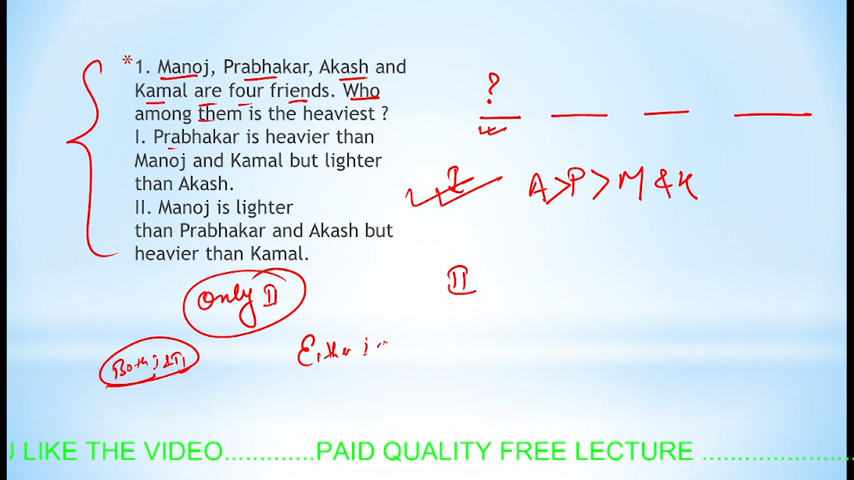 *1. Manoj, Prabhakar, Akash and
Kamal are four friends. Who
among them is the heaviest ?
I. Prabhakar is heavier than
Manoj and Kamal but lighter
than Akash.
II. Manoj is lighter
than Prabhakar and Akash but
heavier than Kamal.
?
I A>P>M & K
II
Only II
Either i
LIKE THE VIDEO.............PAID QUALITY FREE LECTURE ......................